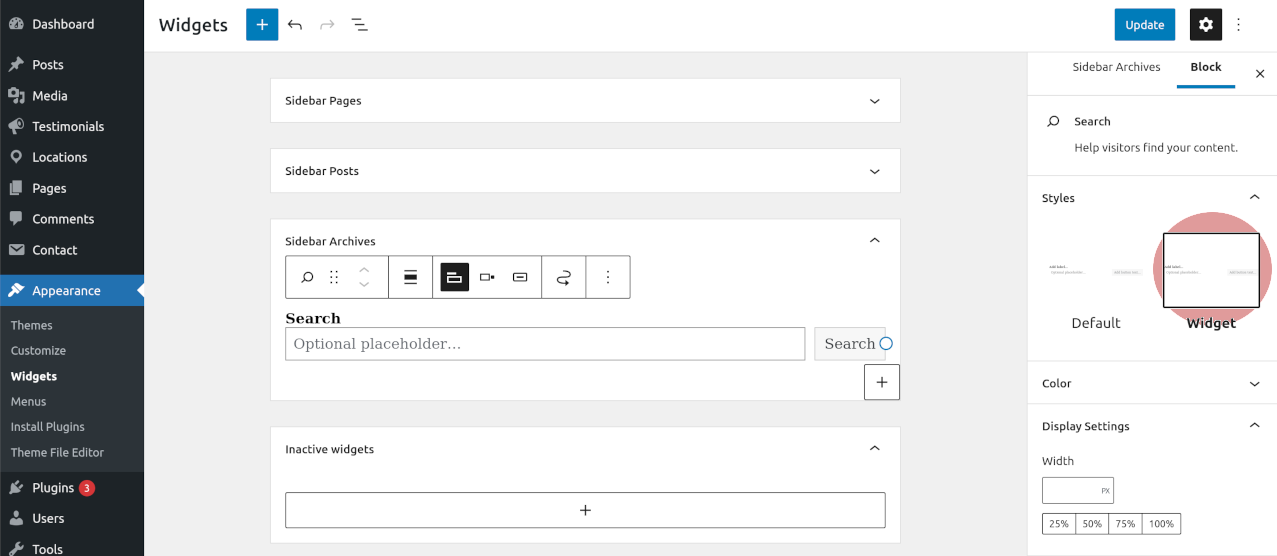 Dashboard
Posts
Media
Testimonials
Locations
Pages
Comments
Contact
Appearance
Themes
Customize
Widgets
Menus
Install Plugins
Theme File Editor
Plugins 3
Users
Tools
Widgets
Update
Sidebar Pages
Sidebar Posts
Sidebar Archives
Search
Optional placeholder...
Search
Inactive widgets
Sidebar Archives Block
Search
Help visitors find your content.
Styles
Default
Widget
Color
Display Settings
Width
PX
25% 50% 75% 100%